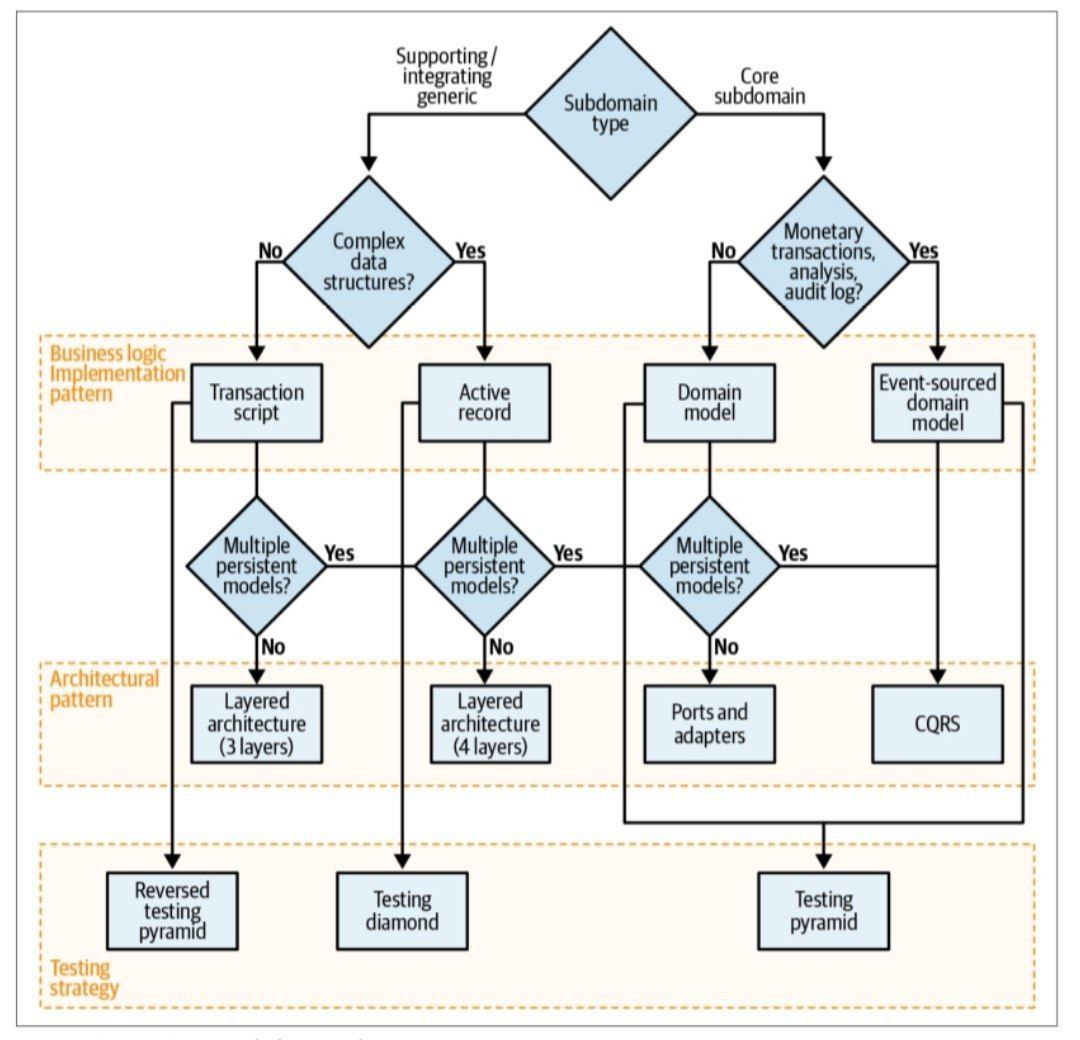 Supporting/
integrating
generic
Subdomain
type
Core
subdomain
No
Complex
data
structures?
Yes
No
Monetary
transactions,
analysis,
audit log?
Yes
Business logic
Implementation
pattern
Transaction
script
Active
record
Domain
model
Event-sourced
domain
model
Multiple
persistent
models?
Yes
Multiple
persistent
models?
Yes
Multiple
persistent
models?
Yes
No
No
No
Architectural
pattern
Layered
architecture
(3 layers)
Layered
architecture
(4 layers)
Ports and
adapters
CQRS
Reversed
testing
pyramid
Testing
diamond
Testing
pyramid
Testing
strategy